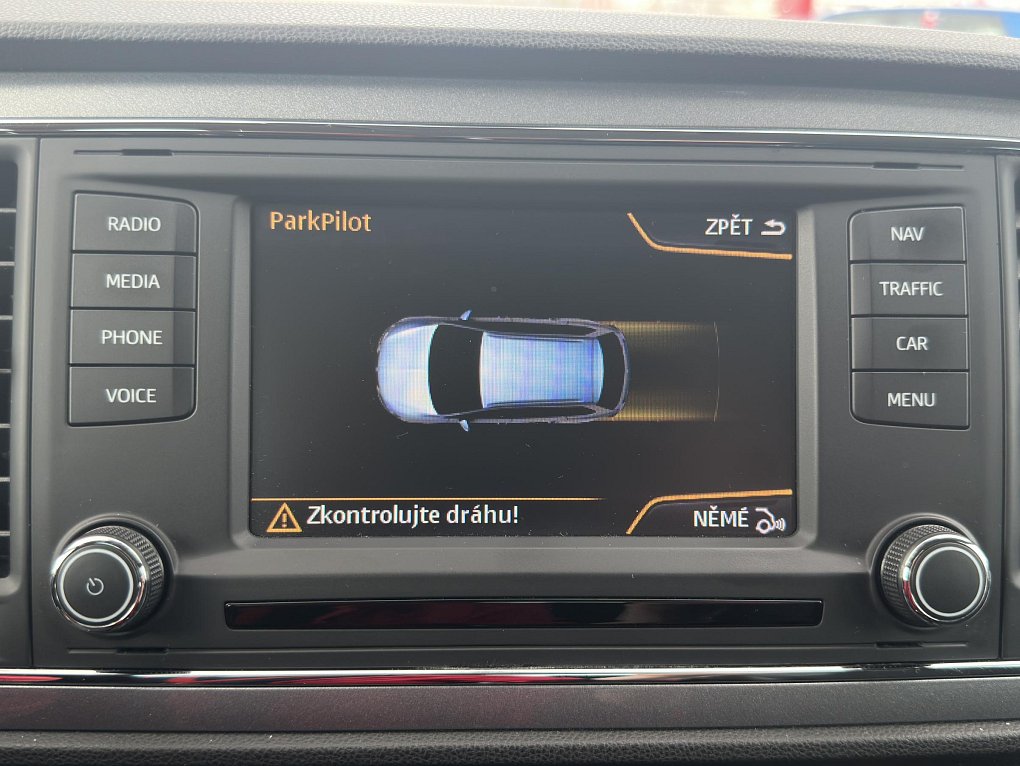 RADIO
MEDIA
PHONE
VOICE
ParkPilot
ZPĚT
Zkontrolujte dráhu!
NĚMÉ
NAV
TRAFFIC
CAR
MENU